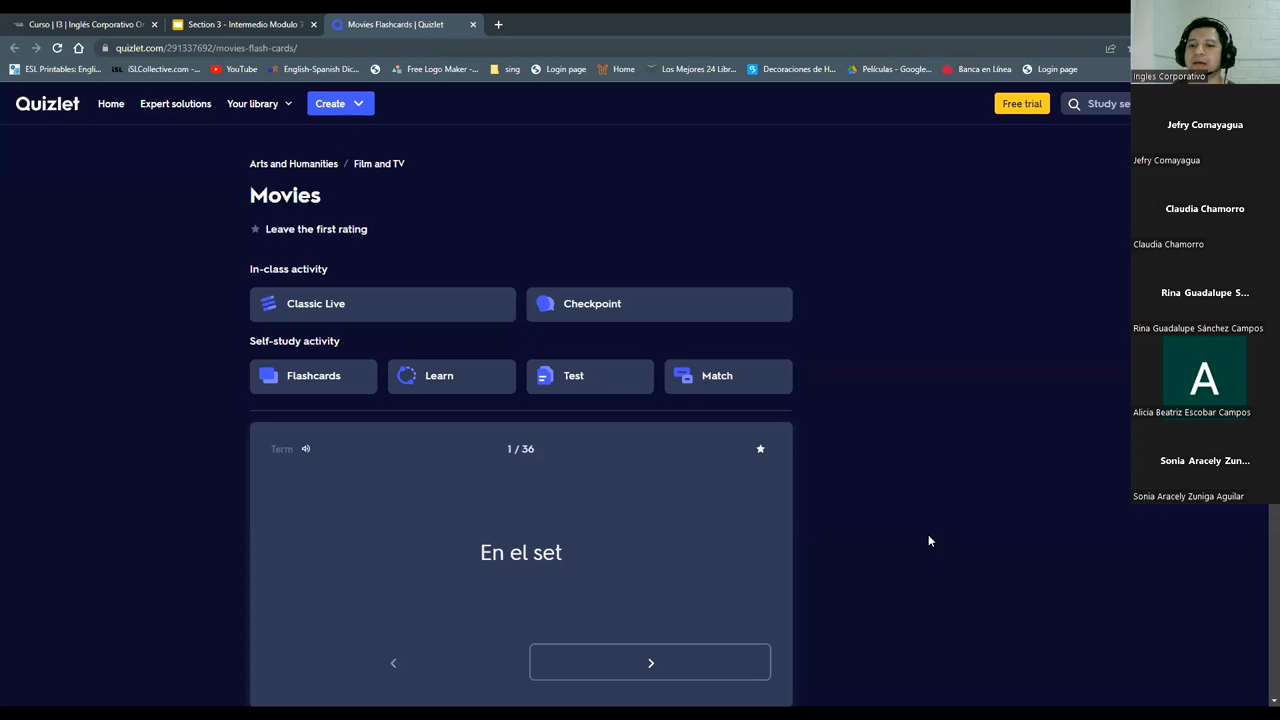 Curso | I3 | Inglés Corporativo Or
Section 3 - Intermedio Modulo 3
Movies Flashcards | Quizlet
quizlet.com/291337692/movies-flash-cards/
ESL Printables: Engli...
iSLCollective.com -...
YouTube
English-Spanish Dic...
Free Logo Maker -...
sing
Login page
Home
Los Mejores 24 Libr...
Decoraciones de H...
Películas - Google...
Banca en Línea
Login page
Quizlet
Home
Expert solutions
Your library
Create
Free trial
Study se
Arts and Humanities / Film and TV
Movies
Leave the first rating
In-class activity
Classic Live
Checkpoint
Self-study activity
Flashcards
Learn
Test
Match
Term
1 / 36
En el set
Ingles Corporativo
Jefry Comayagua
Jefry Comayagua
Claudia Chamorro
Claudia Chamorro
Rina Guadalupe S...
Rina Guadalupe Sánchez Campos
A
Alicia Beatriz Escobar Campos
Sonia Aracely Zun...
Sonia Aracely Zuniga Aguilar